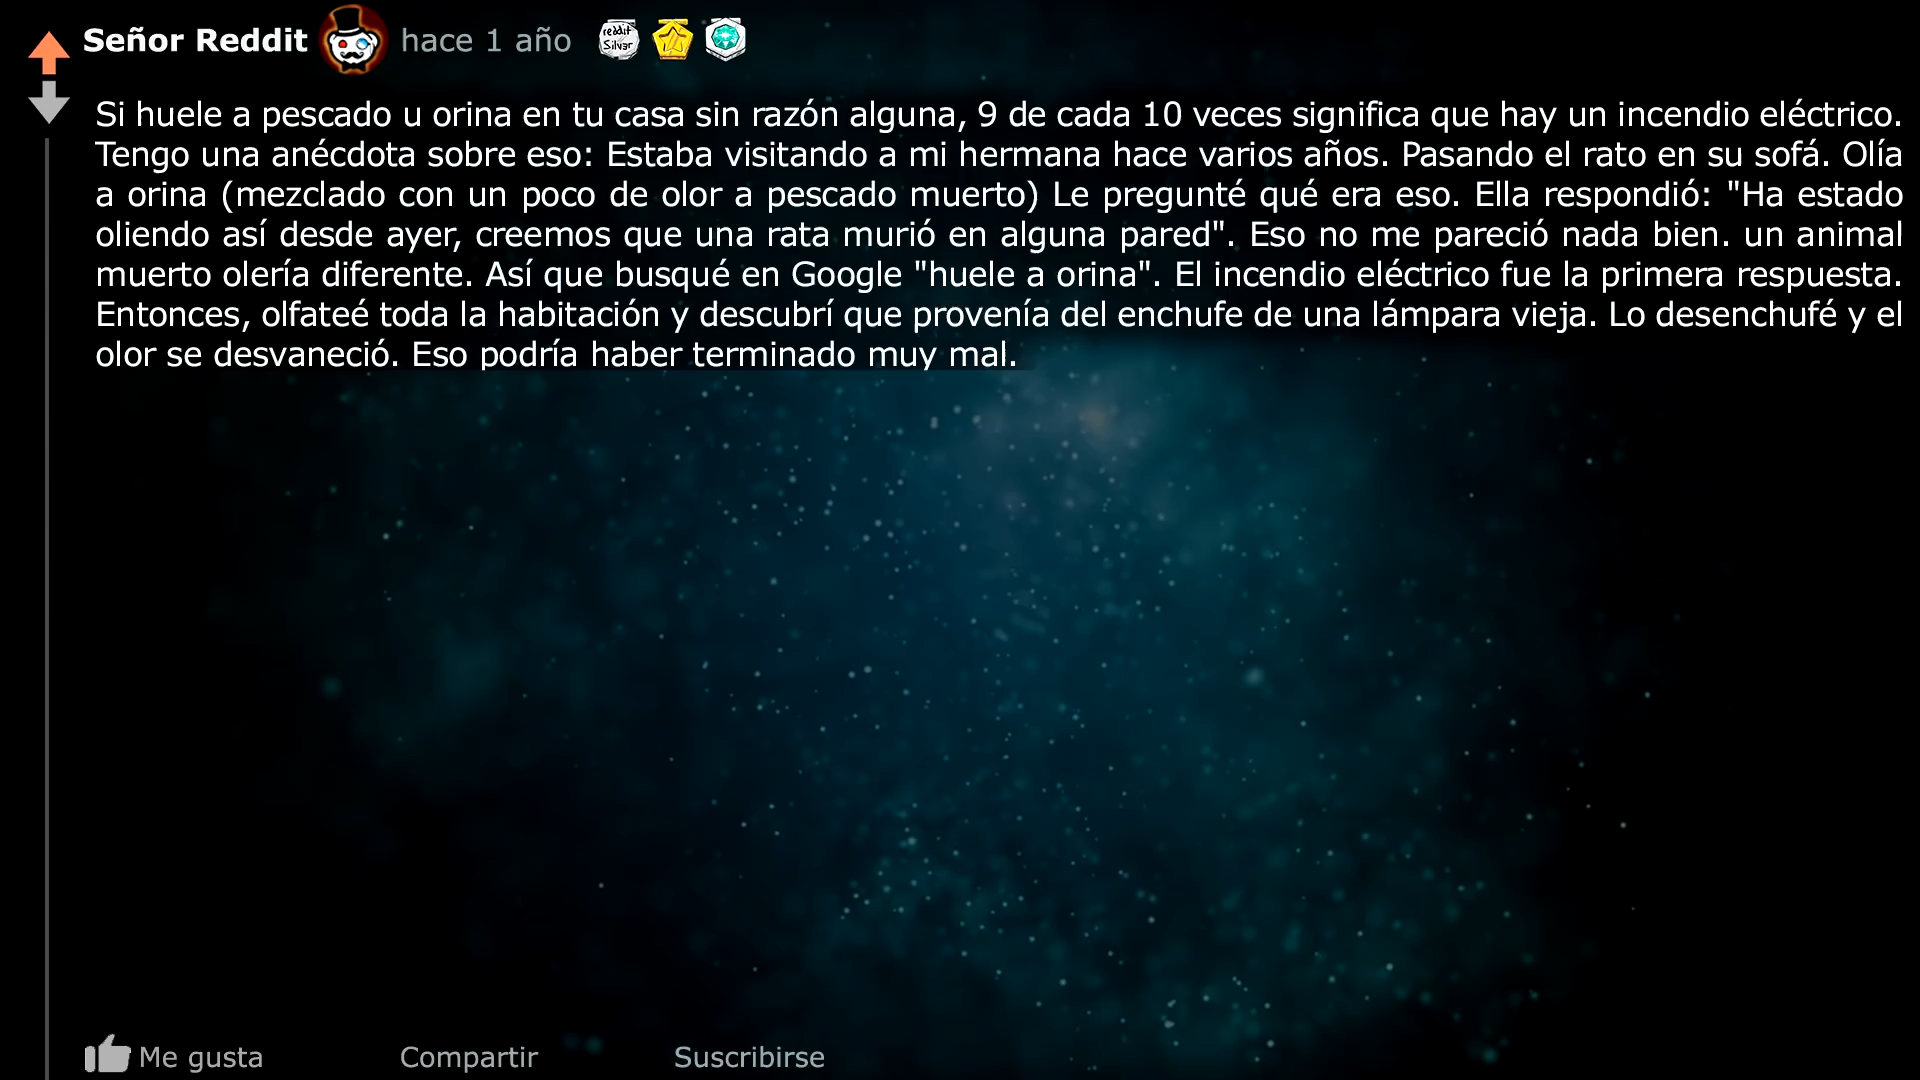 Señor Reddit hace 1 año reddit Silver
Si huele a pescado u orina en tu casa sin razón alguna, 9 de cada 10 veces significa que hay un incendio eléctrico.
Tengo una anécdota sobre eso: Estaba visitando a mi hermana hace varios años. Pasando el rato en su sofá. Olía
a orina (mezclado con un poco de olor a pescado muerto) Le pregunté qué era eso. Ella respondió: "Ha estado
oliendo así desde ayer, creemos que una rata murió en alguna pared". Eso no me pareció nada bien. un animal
muerto olería diferente. Así que busqué en Google "huele a orina". El incendio eléctrico fue la primera respuesta.
Entonces, olfateé toda la habitación y descubrí que provenía del enchufe de una lámpara vieja. Lo desenchufé y el
olor se desvaneció. Eso podría haber terminado muy mal.
Me gusta Compartir Suscribirse